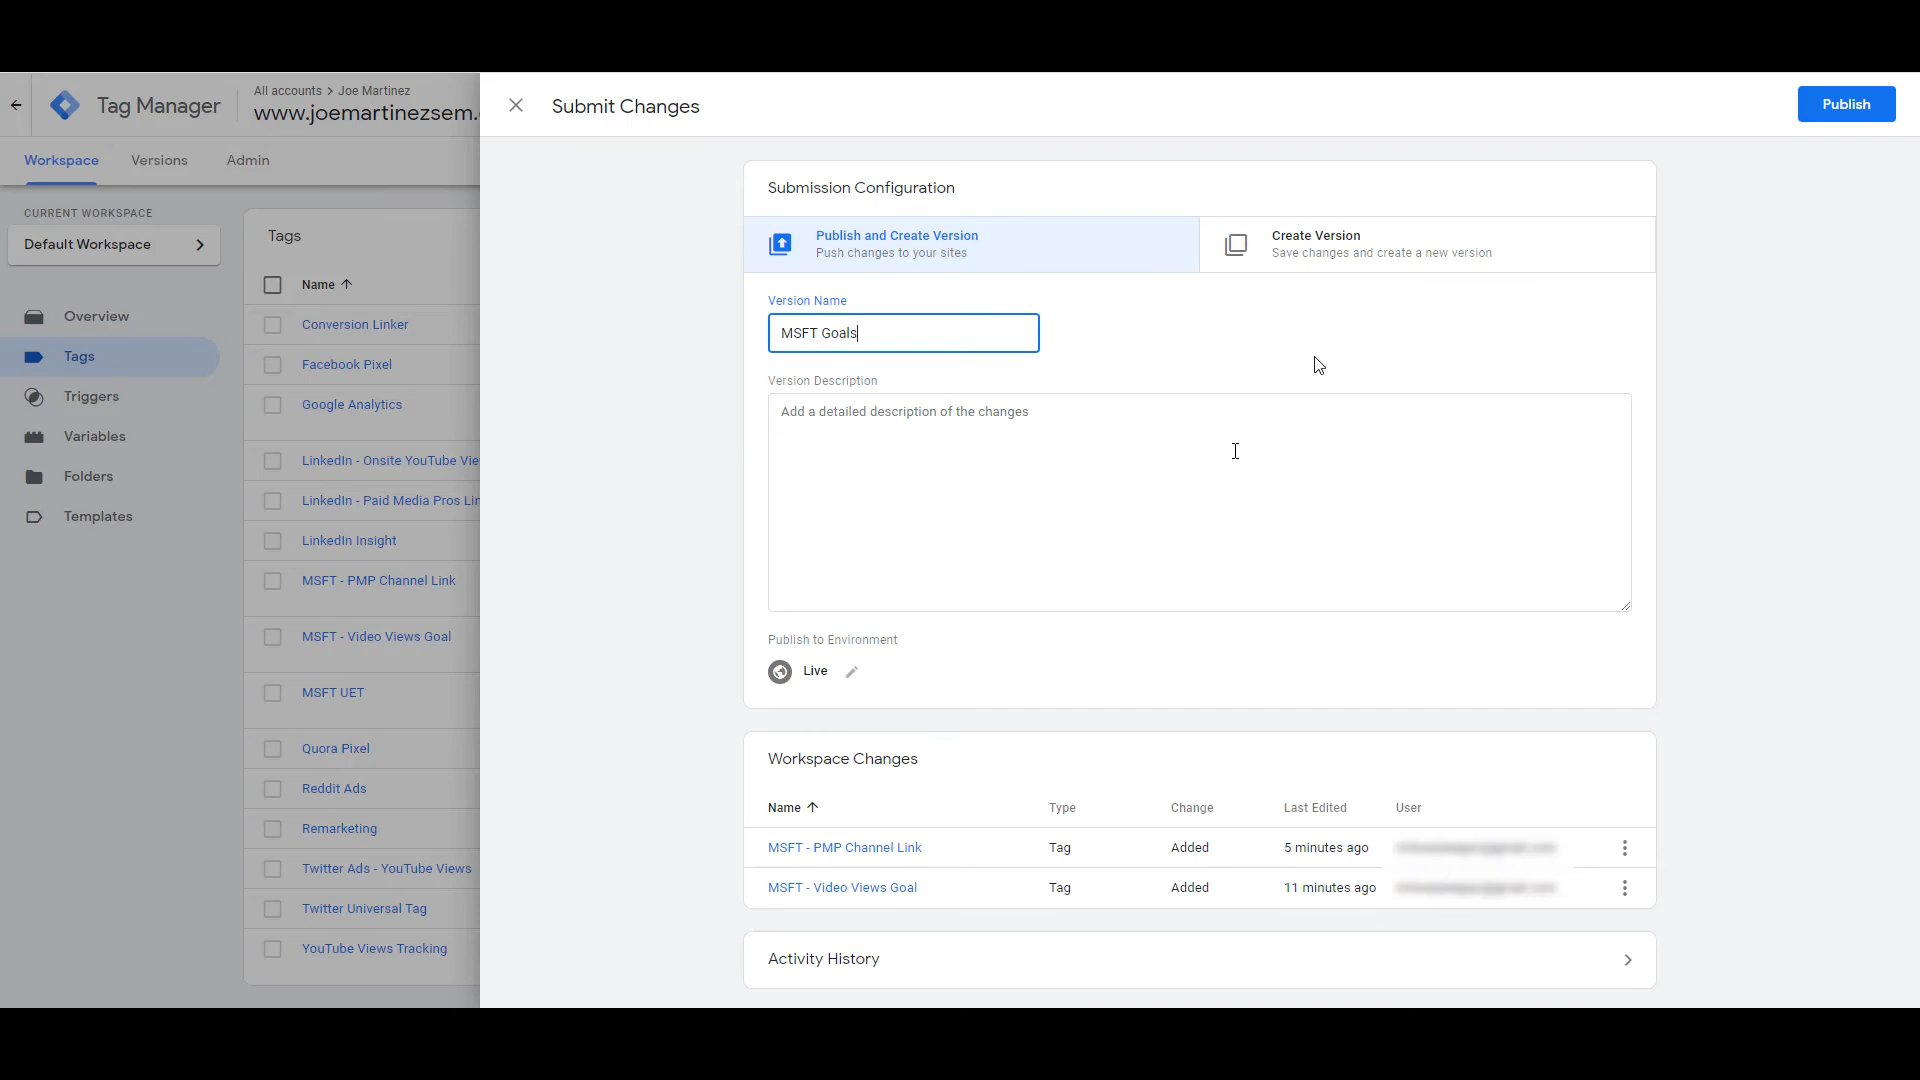 Tag Manager
All accounts > Joe Martinez
www.joemartinezsem.
Workspace
Versions
Admin
CURRENT WORKSPACE
Default Workspace
Overview
Tags
Triggers
Variables
Folders
Templates
Tags
Name
Conversion Linker
Facebook Pixel
Google Analytics
LinkedIn - Onsite YouTube Vie
LinkedIn - Paid Media Pros Lin
LinkedIn Insight
MSFT - PMP Channel Link
MSFT - Video Views Goal
MSFT UET
Quora Pixel
Reddit Ads
Remarketing
Twitter Ads - YouTube Views
Twitter Universal Tag
YouTube Views Tracking
Submit Changes
Publish
Submission Configuration
Publish and Create Version
Push changes to your sites
Create Version
Save changes and create a new version
Version Name
MSFT Goals
Version Description
Add a detailed description of the changes
Publish to Environment
Live
Workspace Changes
Name Type Change Last Edited User
MSFT - PMP Channel Link Tag Added 5 minutes ago
MSFT - Video Views Goal Tag Added 11 minutes ago
Activity History